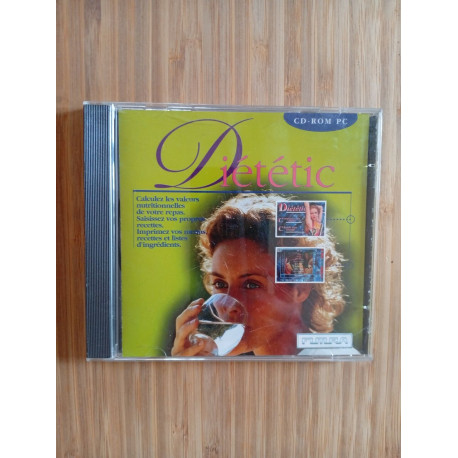 CD-ROM PC
Diététic
Calculez les valeurs
nutritionnelles
de votre repas.
Saisissez vos propres
recettes.
Imprimez vos menus,
recettes et listes
d'ingrédients.